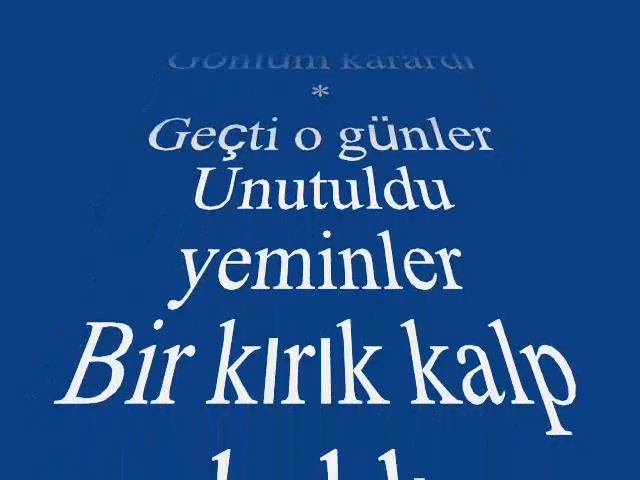 Gönlüm karardı
*
Geçti o günler
Unutuldu
yeminler
Bir kırık kalp